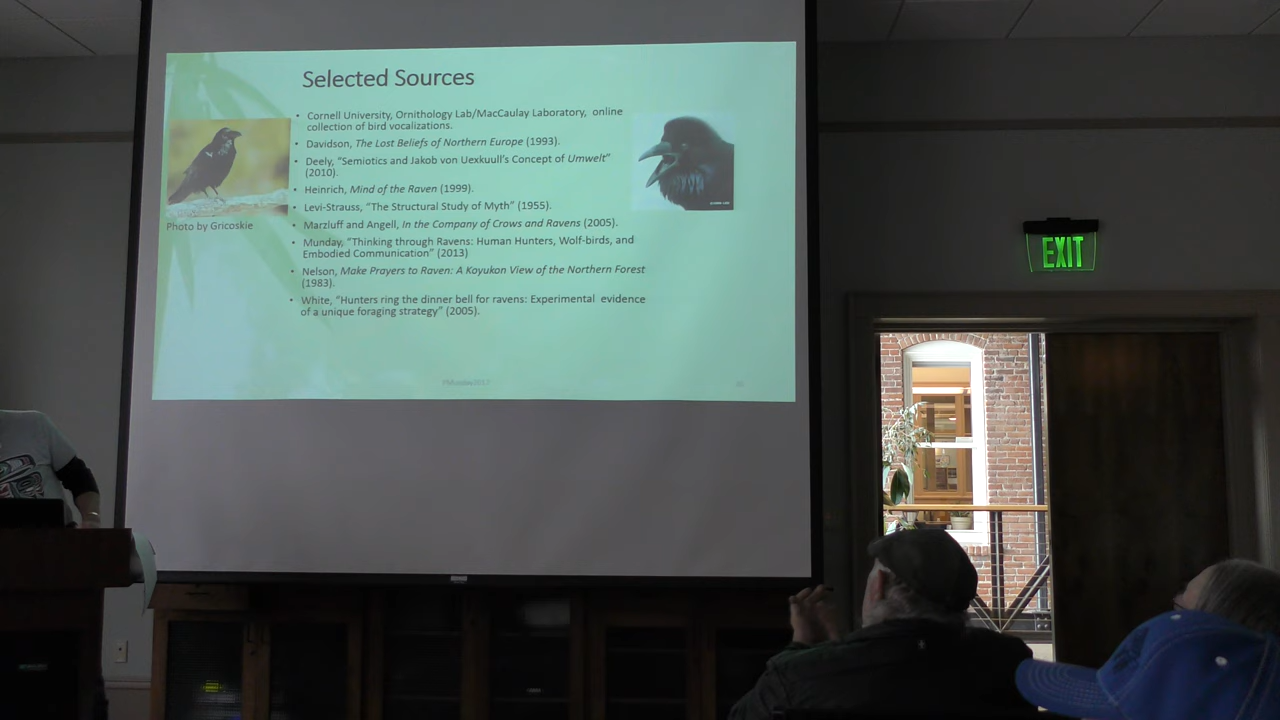 Selected Sources
• Cornell University, Ornithology Lab/MacCaulay Laboratory, online
collection of bird vocalizations.
• Davidson, The Lost Beliefs of Northern Europe (1993).
• Deely, “Semiotics and Jakob von Uexkuull’s Concept of Umwelt”
(2010).
• Heinrich, Mind of the Raven (1999).
• Levi-Strauss, “The Structural Study of Myth” (1955).
• Marzluff and Angell, In the Company of Crows and Ravens (2005).
• Munday, “Thinking through Ravens: Human Hunters, Wolf-birds, and
Embodied Communication” (2013)
• Nelson, Make Prayers to Raven: A Koyukon View of the Northern Forest
(1983).
• White, “Hunters ring the dinner bell for ravens: Experimental evidence
of a unique foraging strategy” (2005).
Photo by Gricoskie
PMunday2017
EXIT